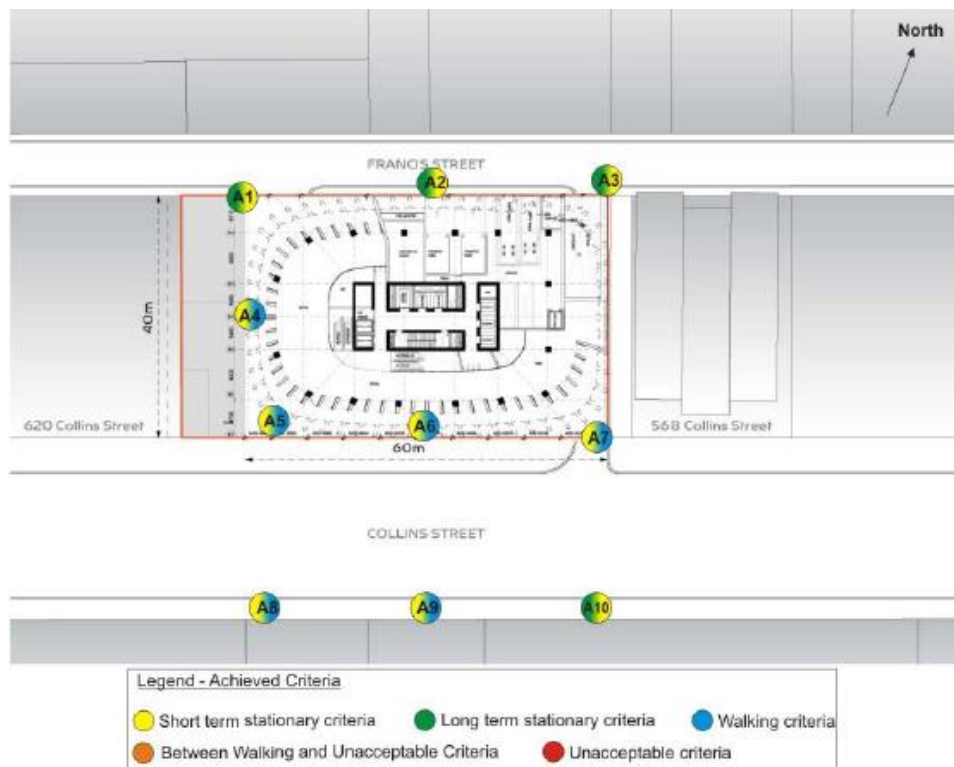 North
FRANCIS STREET
A1
A2
A3
40m
A4
620 Collins Street
A5
A6
A7
568 Collins Street
60m
COLLINS STREET
A8
A9
A10
Legend - Achieved Criteria
Short term stationary criteria
Long term stationary criteria
Walking criteria
Between Walking and Unacceptable Criteria
Unacceptable criteria